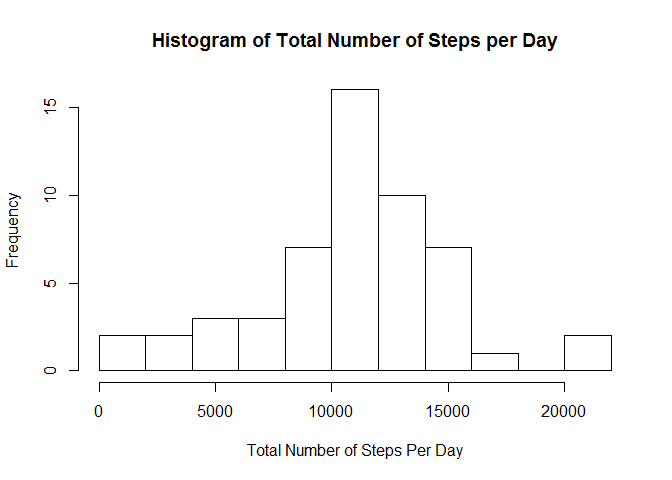 Histogram of Total Number of Steps per Day
Frequency
15
10
5
0
0 5000 10000 15000 20000
Total Number of Steps Per Day